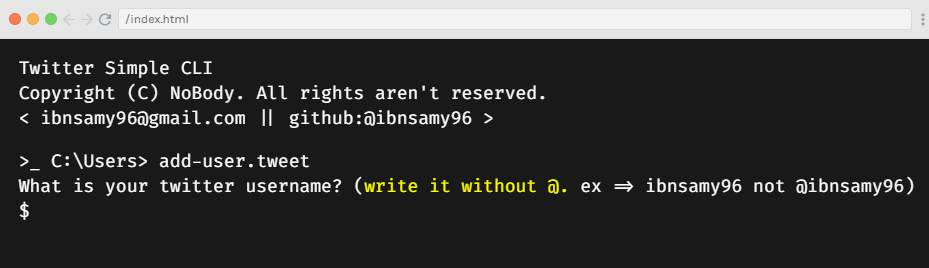 /index.html
Twitter Simple CLI
Copyright (C) NoBody. All rights aren't reserved.
< ibnsamy96@gmail.com || github:@ibnsamy96 >
>_ C:\Users> add-user.tweet
What is your twitter username? (write it without @. ex => ibnsamy96 not @ibnsamy96)
$